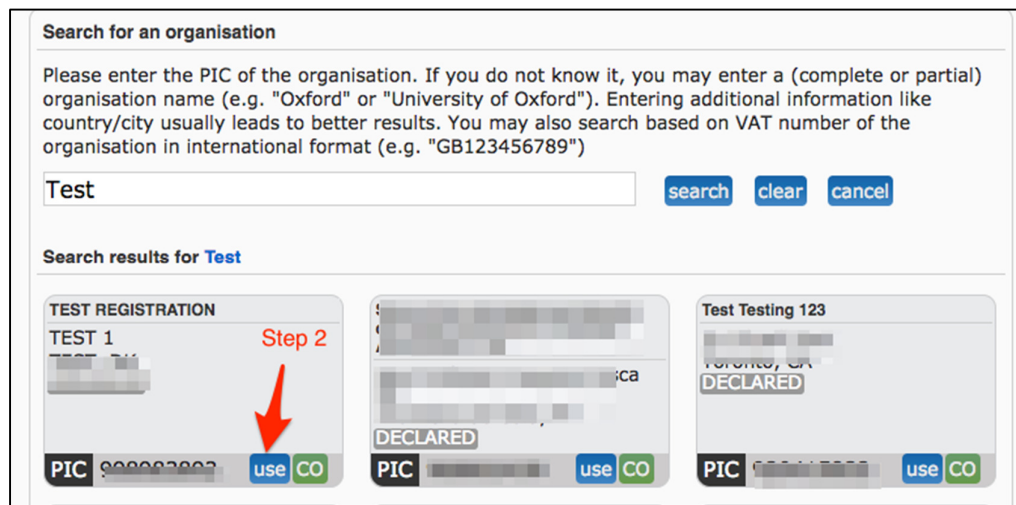 Search for an organisation
Please enter the PIC of the organisation. If you do not know it, you may enter a (complete or partial)
organisation name (e.g. "Oxford" or "University of Oxford"). Entering additional information like
country/city usually leads to better results. You may also search based on VAT number of the
organisation in international format (e.g. "GB123456789")
Test
search clear cancel
Search results for Test
TEST REGISTRATION
TEST 1
Step 2
PIC use CO
DECLARED
PIC use CO
Test Testing 123
DECLARED
PIC use CO